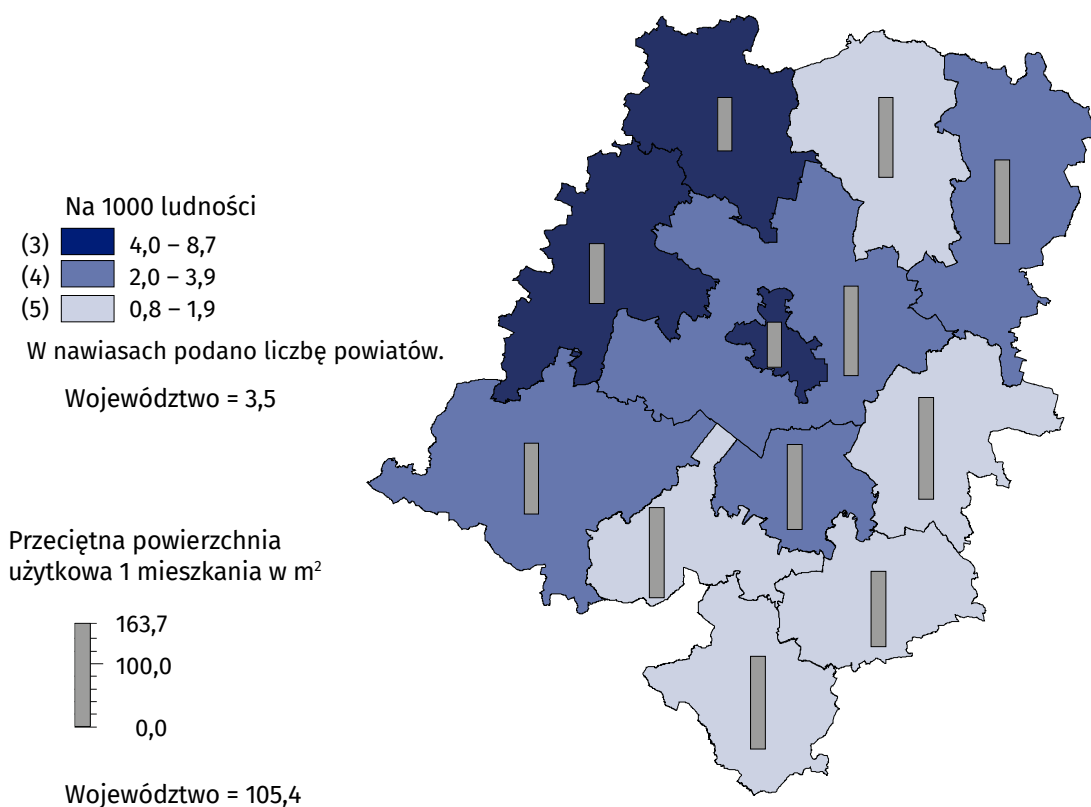 Na 1000 ludności
(3) 4,0 – 8,7
(4) 2,0 – 3,9
(5) 0,8 – 1,9
W nawiasach podano liczbę powiatów.
Województwo = 3,5
Przeciętna powierzchnia
użytkowa 1 mieszkania w m²
163,7
100,0
0,0
Województwo = 105,4